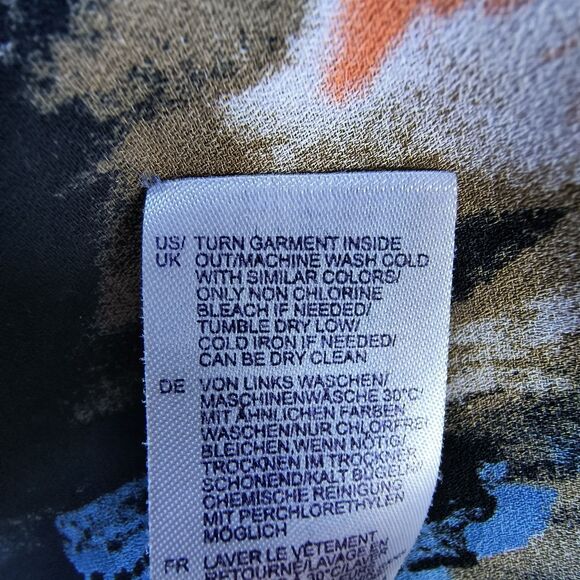 US/ TURN GARMENT INSIDE
UK OUT/MACHINE WASH COLD
WITH SIMILAR COLORS/
ONLY NON CHLORINE
BLEACH IF NEEDED/
TUMBLE DRY LOW/
COLD IRON IF NEEDED/
CAN BE DRY CLEAN
DE VON LINKS WASCHEN/
MASCHINENWÄSCHE 30°C
MIT ÄHNLICHEN FARBEN
WASCHEN/NUR CHLORFREI
BLEICHEN WENN NÖTIG/
TROCKNEN IM TROCKNER
SCHONEND/KALT BÜGELN/
CHEMISCHE REINIGUNG
MIT PERCHLORETHYLEN
MÖGLICH
FR LAVER LE VÊTEMENT
RETOURNE/LAVAGE EN